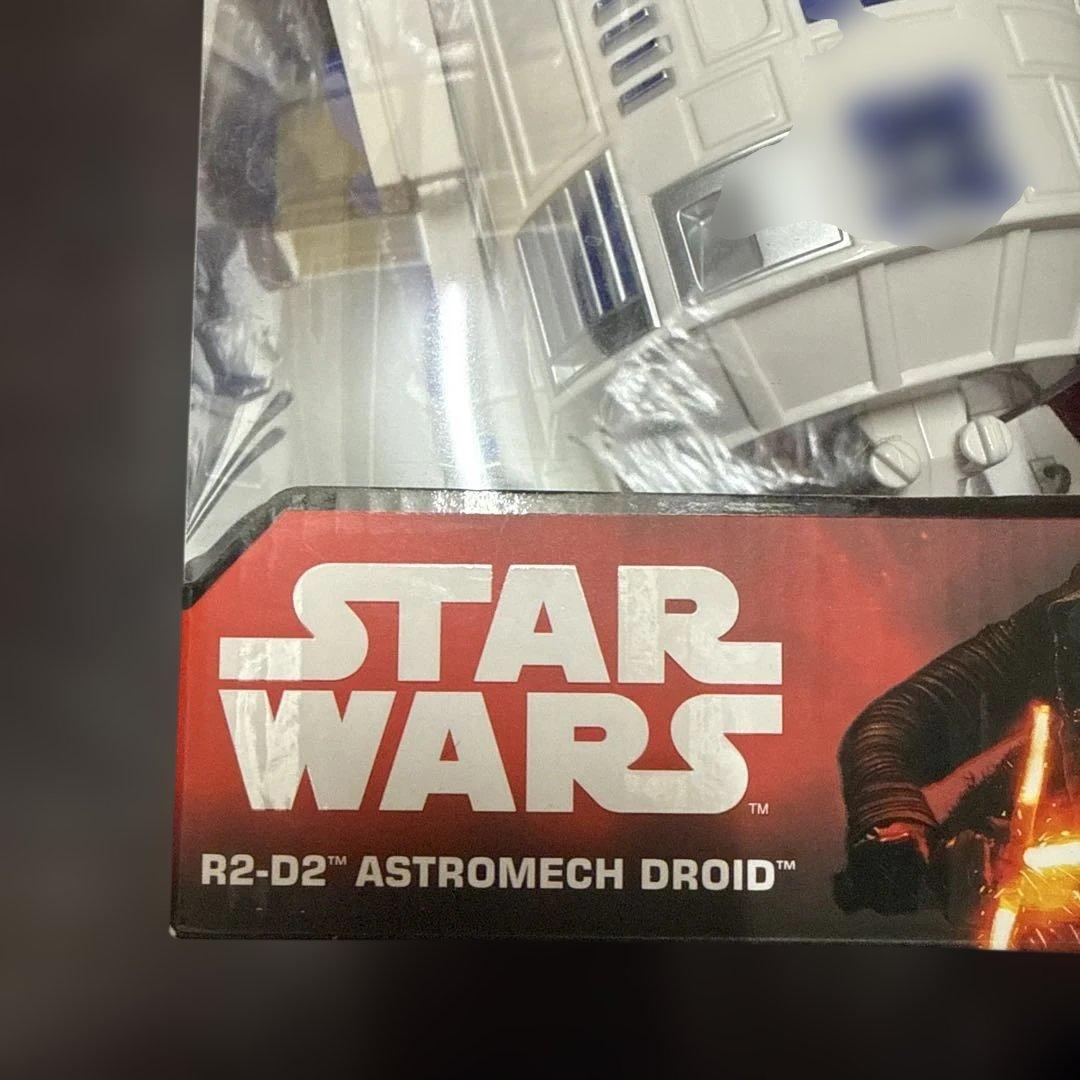 STAR
WARS™
R2-D2™ ASTROMECH DROID™